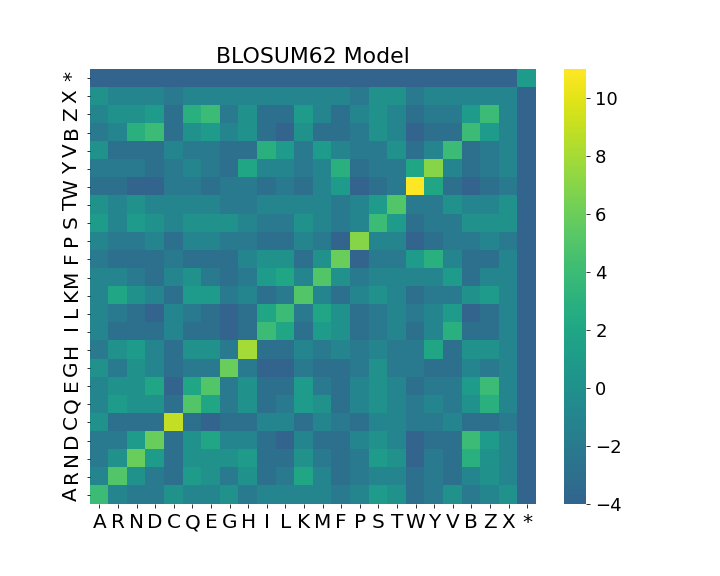 BLOSUM62 Model
*
X
Z
B
V
Y
W
T
S
P
F
M
K
L
I
H
G
E
Q
C
D
N
R
A
A R N D C Q E G H I L K M F P S T W Y V B Z X *
10
8
6
4
2
0
−2
−4